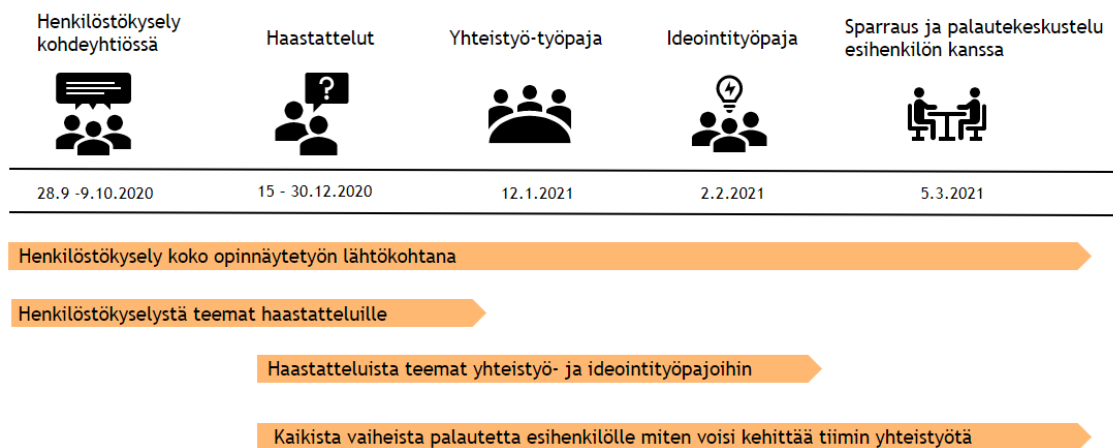 Henkilöstökysely
kohdeyhtiössä
Haastattelut
Yhteistyö-työpaja
Ideointityöpaja
Sparraus ja palautekeskustelu
esihenkilön kanssa
?
28.9 -9.10.2020
15 - 30.12.2020
12.1.2021
2.2.2021
5.3.2021
Henkilöstökysely koko opinnäytetyön lähtökohtana
Henkilöstökyselystä teemat haastatteluille
Haastatteluista teemat yhteistyö- ja ideointityöpajoihin
Kaikista vaiheista palautetta esihenkilölle miten voisi kehittää tiimin yhteistyötä